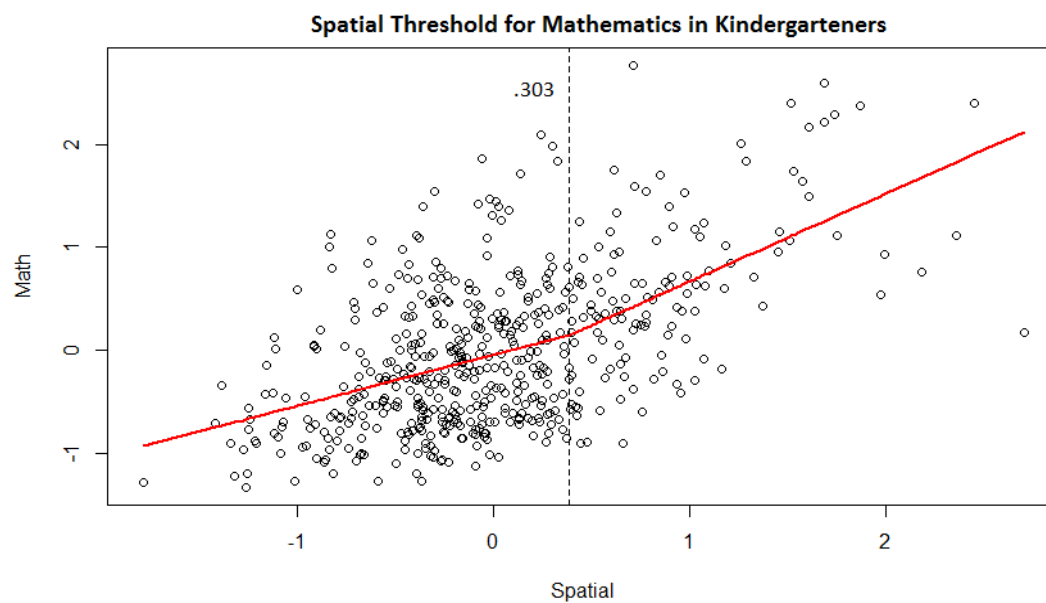 Spatial Threshold for Mathematics in Kindergarteners
.303
2
1
0
-1
Math
-1 0 1 2
Spatial